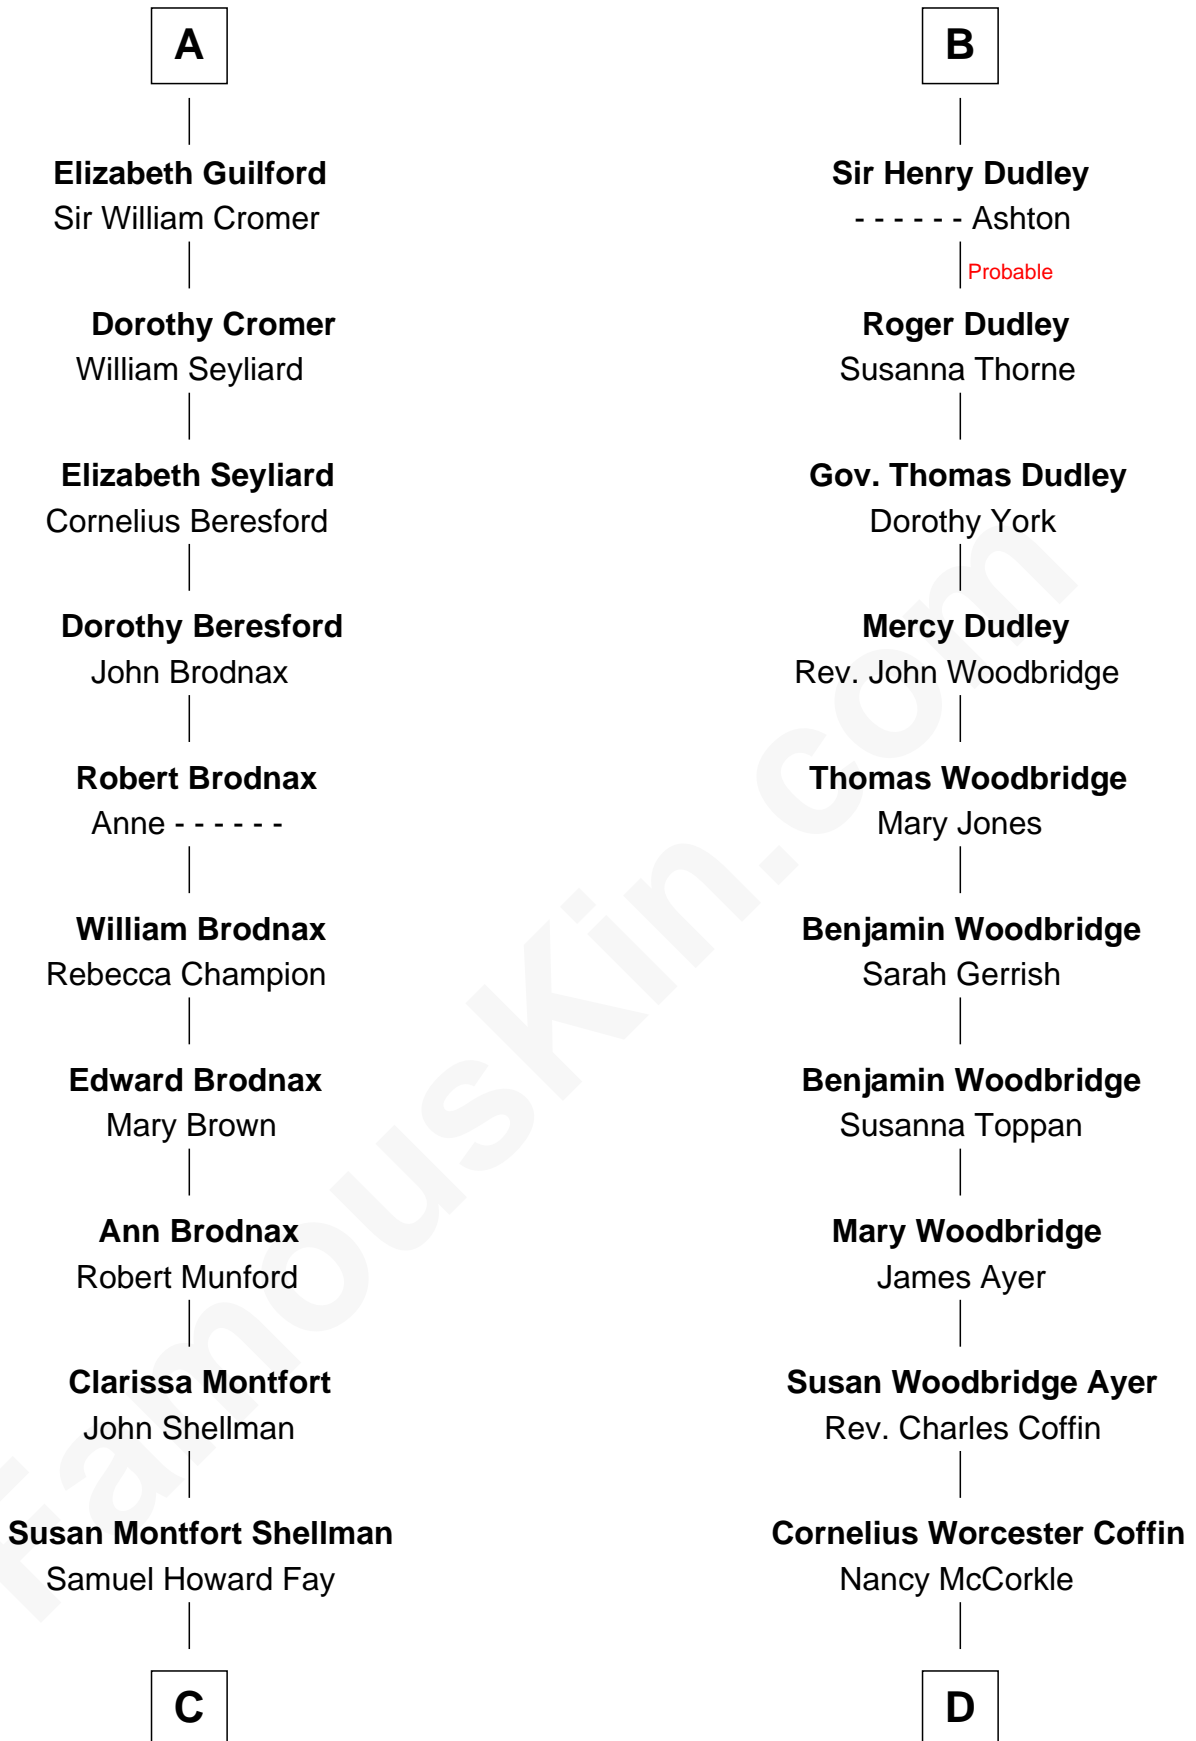 A
Elizabeth Guilford
Sir William Cromer
Dorothy Cromer
William Seyliard
Elizabeth Seyliard
Cornelius Beresford
Dorothy Beresford
John Brodnax
Robert Brodnax
Anne - - - - - -
William Brodnax
Rebecca Champion
Edward Brodnax
Mary Brown
Ann Brodnax
Robert Munford
Clarissa Montfort
John Shellman
Susan Montfort Shellman
Samuel Howard Fay
C
B
Sir Henry Dudley
- - - - - - Ashton
Probable
Roger Dudley
Susanna Thorne
Gov. Thomas Dudley
Dorothy York
Mercy Dudley
Rev. John Woodbridge
Thomas Woodbridge
Mary Jones
Benjamin Woodbridge
Sarah Gerrish
Benjamin Woodbridge
Susanna Toppan
Mary Woodbridge
James Ayer
Susan Woodbridge Ayer
Rev. Charles Coffin
Cornelius Worcester Coffin
Nancy McCorkle
D
FamousKin.com